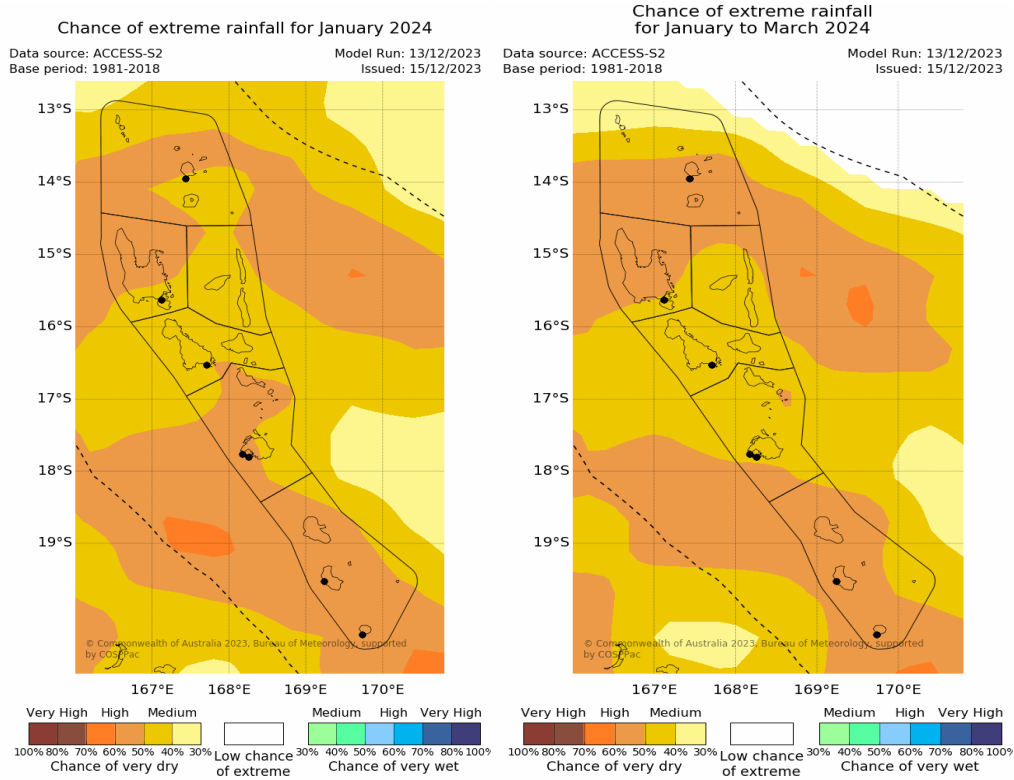 Chance of extreme rainfall for January 2024
Data source: ACCESS-S2
Model Run: 13/12/2023
Base period: 1981-2018
Issued: 15/12/2023
13°S
14°S
15°S
16°S
17°S
18°S
19°S
© Commonwealth of Australia 2023, Bureau of Meteorology, supported
by COSPPac
167°E
168°E
169°E
170°E
Very High
High
Medium
100%
80%
70%
60%
50%
40%
30%
Chance of very dry
Low chance
of extreme
Medium
High
Very High
30%
40%
50%
60%
70%
80%
100%
Chance of very wet
Chance of extreme rainfall
for January to March 2024
Data source: ACCESS-S2
Model Run: 13/12/2023
Base period: 1981-2018
Issued: 15/12/2023
13°S
14°S
15°S
16°S
17°S
18°S
19°S
© Commonwealth of Australia 2023, Bureau of Meteorology, supported
by COSPPac
167°E
168°E
169°E
170°E
Very High
High
Medium
100%
80%
70%
60%
50%
40%
30%
Chance of very dry
Low chance
of extreme
Medium
High
Very High
30%
40%
50%
60%
70%
80%
100%
Chance of very wet